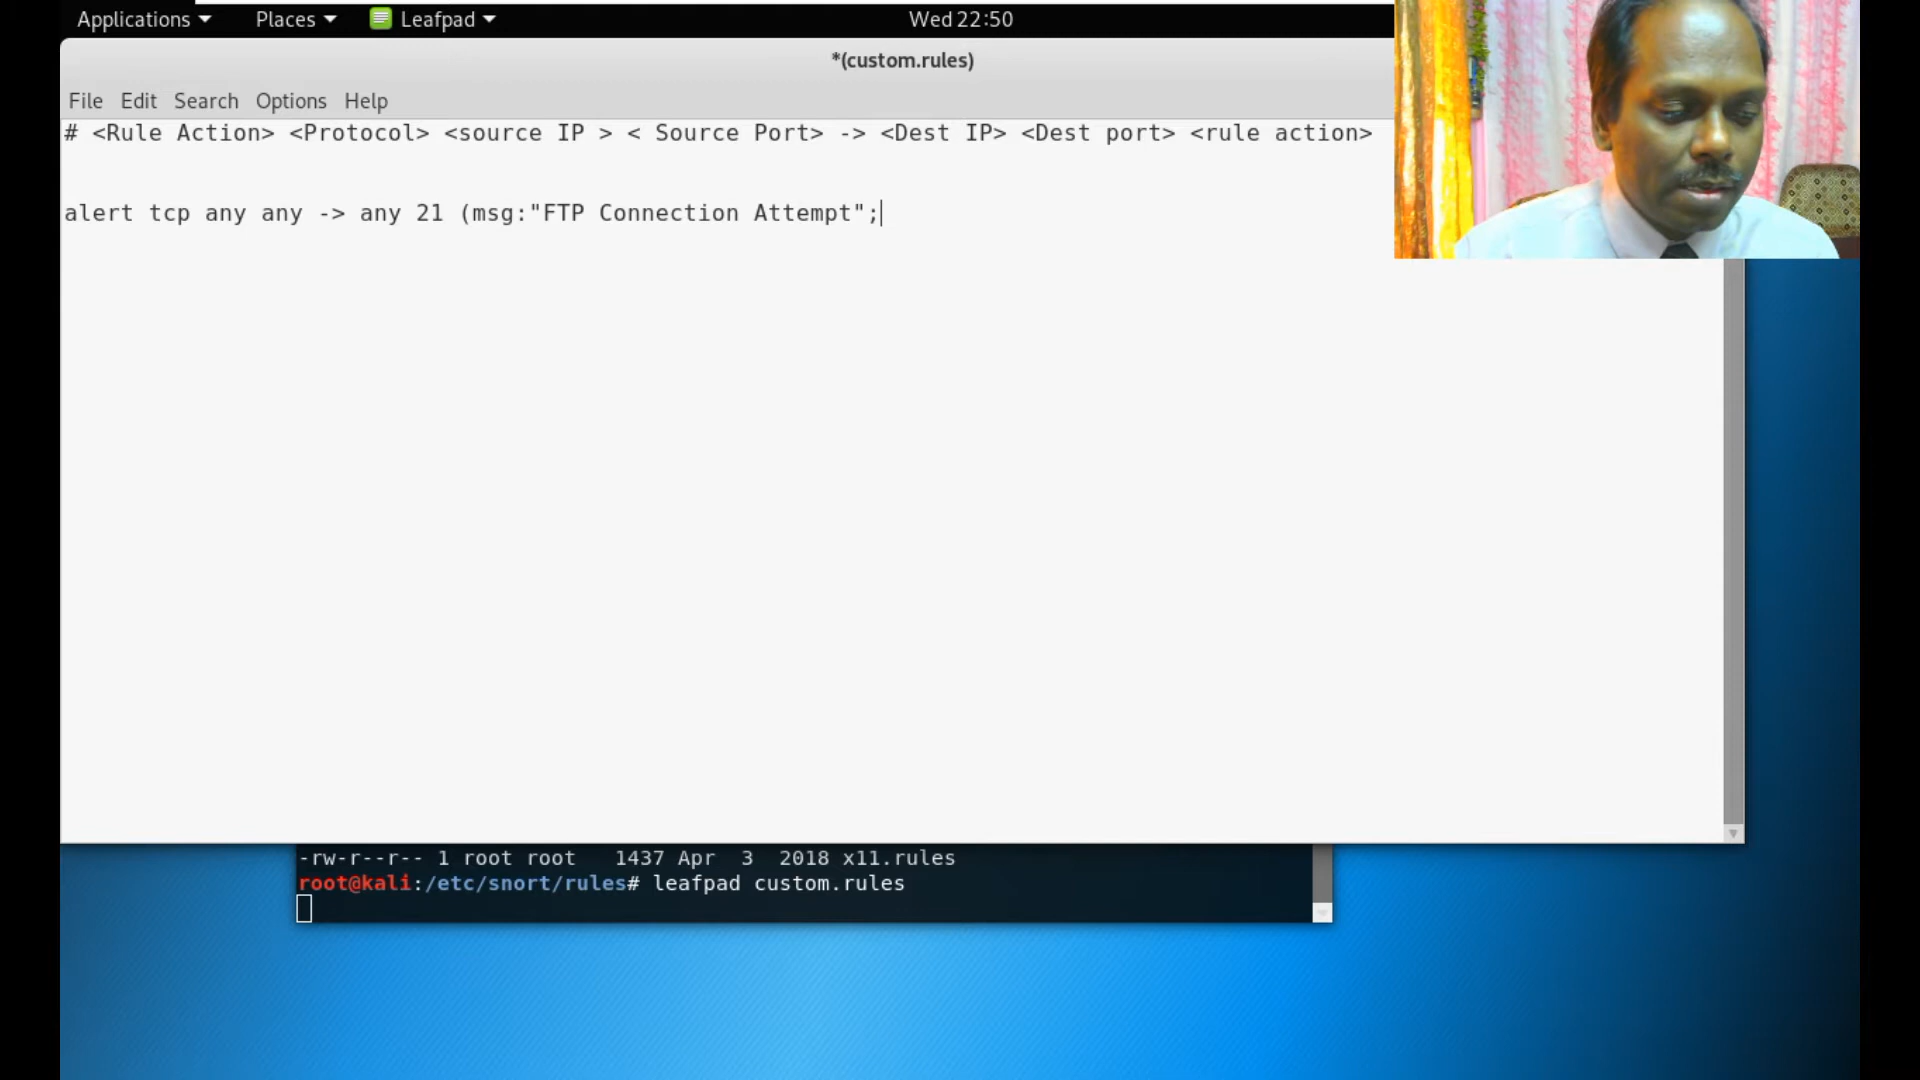 Applications Places Leafpad Wed 22:50
*(custom.rules)
File Edit Search Options Help
# <Rule Action> <Protocol> <source IP > < Source Port> -> <Dest IP> <Dest port> <rule action>
alert tcp any any -> any 21 (msg:"FTP Connection Attempt";
-rw-r--r-- 1 root root 1437 Apr 3 2018 x11.rules
root@kali:/etc/snort/rules# leafpad custom.rules